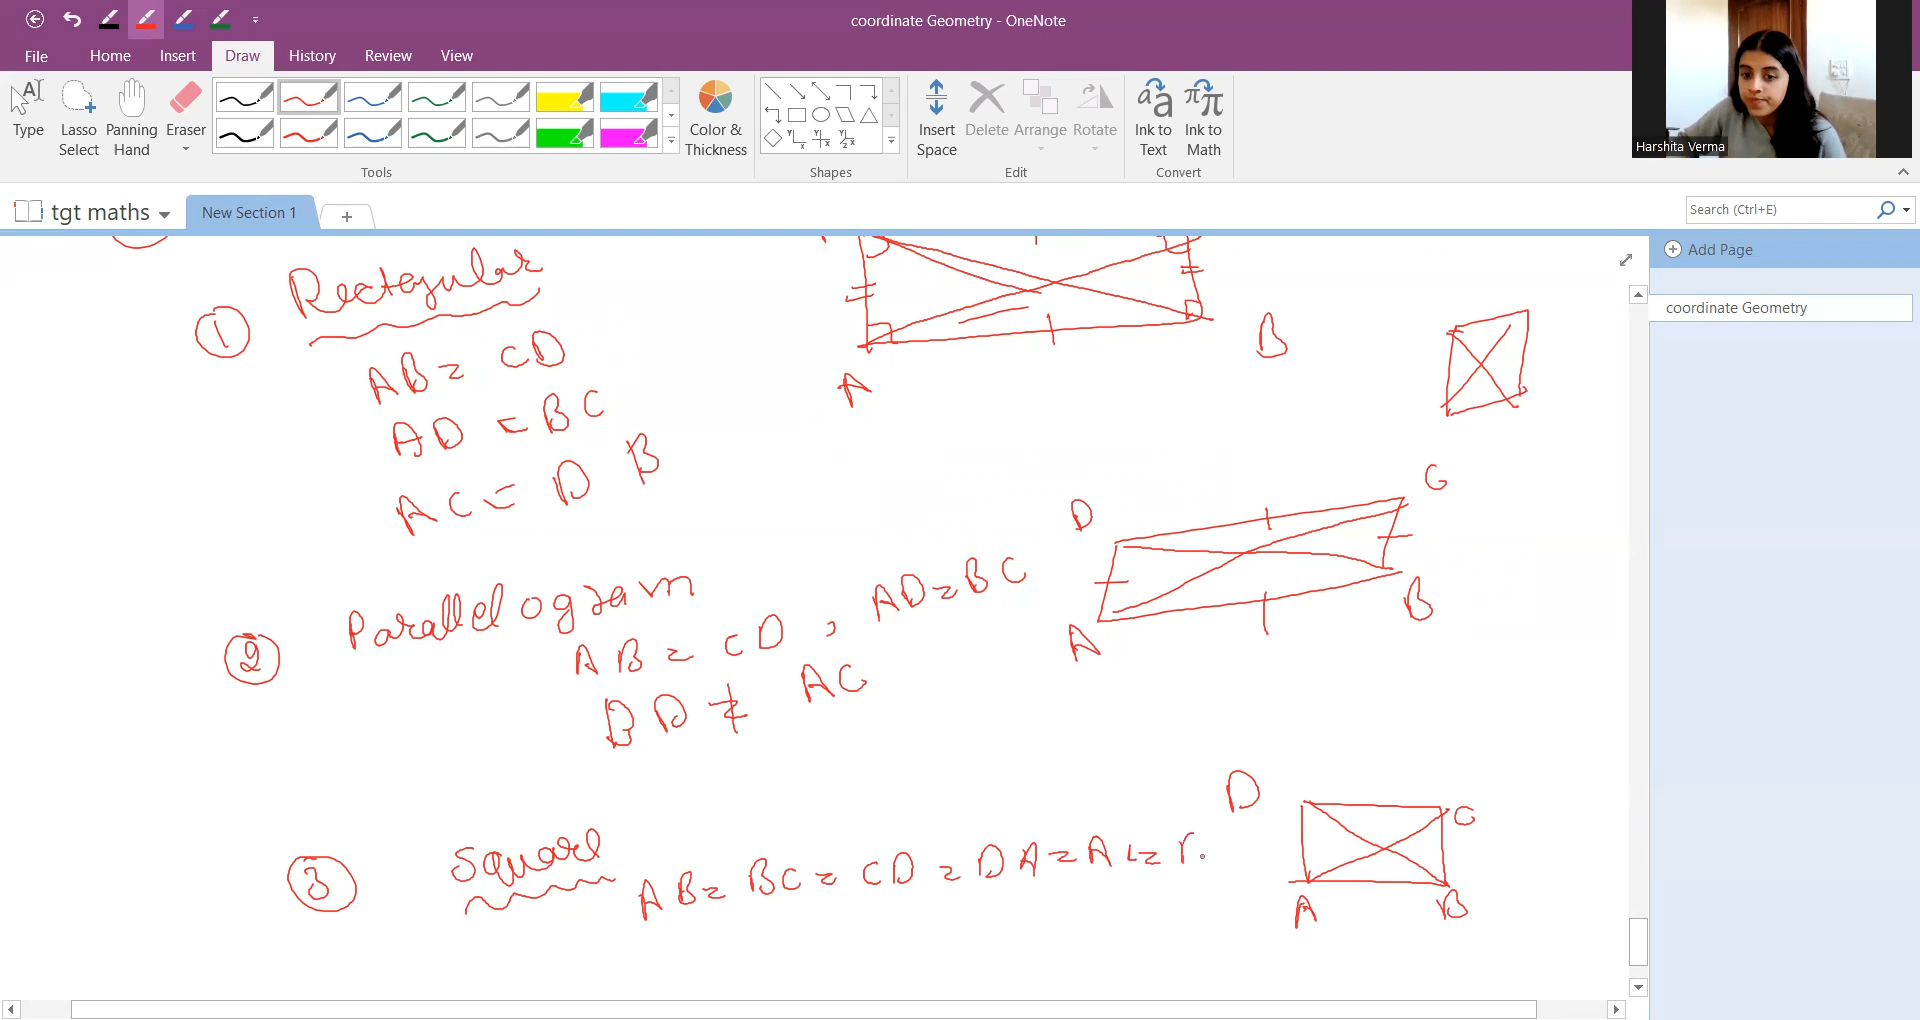 coordinate Geometry - OneNote
File Home Insert Draw History Review View
Type
Lasso Select
Panning Hand
Eraser
Color & Thickness
Insert Space
Delete
Arrange
Rotate
Ink to Text
Ink to Math
Tools
Shapes
Edit
Convert
Harshita Verma
tgt maths
New Section 1
Search (Ctrl+E)
Add Page
coordinate Geometry
① Rectegular
AB = CD
AD = BC
AC = DB
A B
② Parallelogram
AB = CD, AD = BC
BD ≠ AC
D C
A B
③ Square
AB = BC = CD = DA = AC =
D C
A B